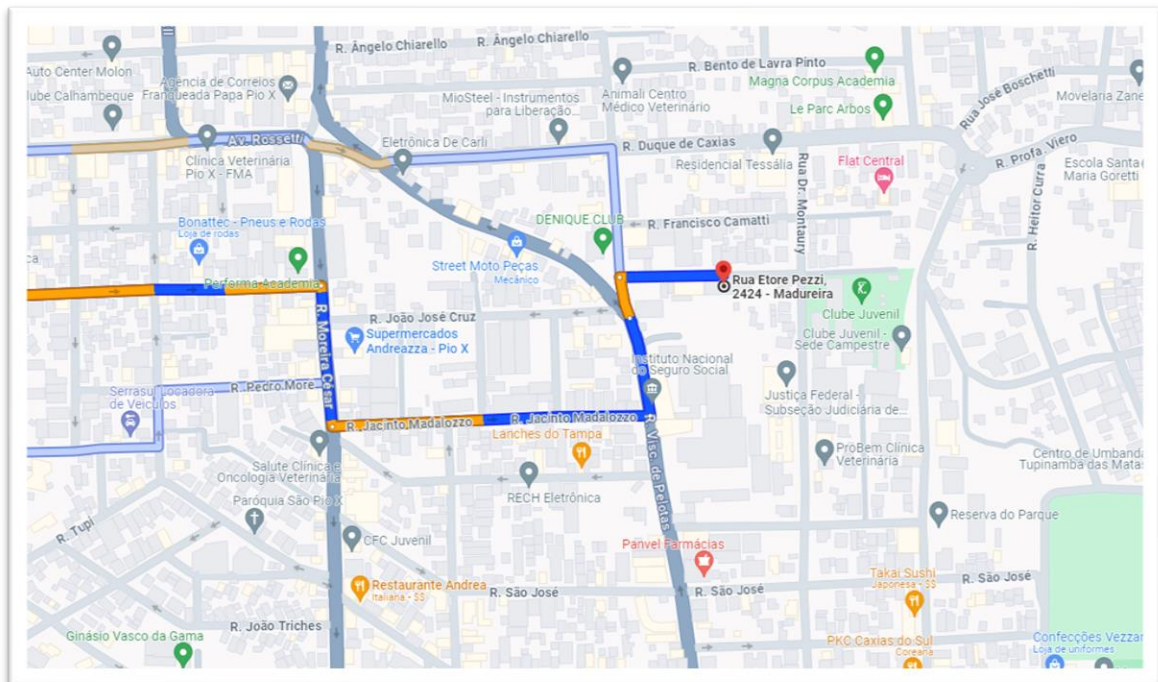 R. Ângelo Chiarello
R. Ângelo Chiarello
Auto Center Molon
R. Bento de Lavra Pinto
Magna Corpus Academia
Agência de Correios
Franqueada Papa Pio X
lube Calhambeque
MioSteel - Instrumentos
para Liberação...
Animali Centro
Médico Veterinário
Le Parc Arbos
Rua José Boschetti
Movelaria Zane
Av. Rossetti
Eletrônica De Carli
R. Duque de Caxias
Residencial Tessália
Rua Dr. Montaury
Flat Central
R. Profa. Viero
Escola Santa
Maria Goretti
Clínica Veterinária
Pio X - FMA
R. Heitor Curra
Bonattec - Pneus e Rodas
Loja de rodas
DENIQUE CLUB
R. Francisco Camatti
ca
Performa Academia
Street Moto Peças
Mecânico
Rua Etore Pezzi,
2424 - Madureira
Clube Juvenil
R. Moreira César
R. João José Cruz
Supermercados
Andreazza - Pio X
Clube Juvenil -
Sede Campestre
Instituto Nacional
do Seguro Social
Justiça Federal -
Subseção Judiciária de...
R. Pedro More
Serrasul Locadora
de Veículos
R. Jacinto Madalozzo
R. Jacinto Madalozzo
Lanches do Tampa
R. Visc. de Pelotas
ProBem Clínica
Veterinária
Centro de Umbanda
Tupinamba das Matas
Salute Clínica e
Oncologia Veterinária
RECH Eletrônica
Paróquia São Pio X
Reserva do Parque
R. Tupi
CFC Juvenil
Panvel Farmácias
Restaurante Andrea
Italiana - $$
R. São José
R. São José
Takai Sushi
Japonesa - $$
R. São José
R. João Triches
Ginásio Vasco da Gama
PKC Caxias do Sul
Coreana
Confecções Vezzar
Loja de uniformes